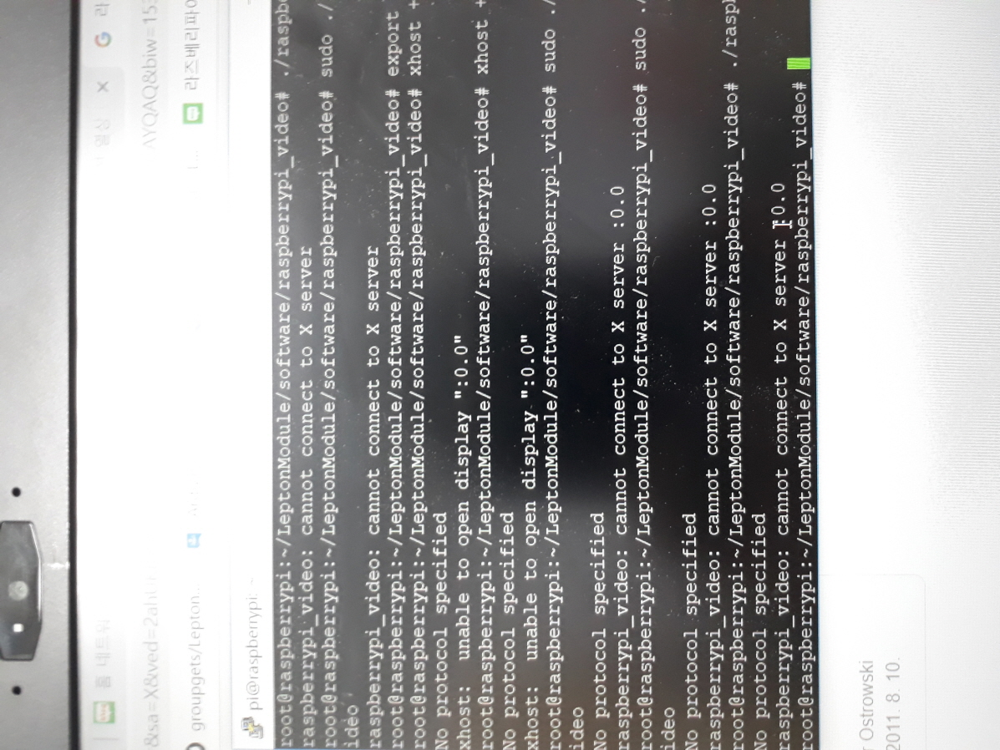 &sa=X&ved=2ah
AYQAQ&biw=15
groupgets/Lepton...
라즈베리파이
pi@raspberrypi: ~
root@raspberrypi:~/LeptonModule/software/raspberrypi_video# ./raspb
raspberrypi_video: cannot connect to X server
root@raspberrypi:~/LeptonModule/software/raspberrypi_video# sudo ./
ideo
raspberrypi_video: cannot connect to X server
root@raspberrypi:~/LeptonModule/software/raspberrypi_video# export
root@raspberrypi:~/LeptonModule/software/raspberrypi_video# xhost +
No protocol specified
xhost:  unable to open display ":0.0"
root@raspberrypi:~/LeptonModule/software/raspberrypi_video# xhost +
No protocol specified
xhost:  unable to open display ":0.0"
root@raspberrypi:~/LeptonModule/software/raspberrypi_video# sudo ./
ideo
No protocol specified
raspberrypi_video: cannot connect to X server :0.0
root@raspberrypi:~/LeptonModule/software/raspberrypi_video# sudo ./
ideo
No protocol specified
raspberrypi_video: cannot connect to X server :0.0
root@raspberrypi:~/LeptonModule/software/raspberrypi_video# ./rasp
No protocol specified
raspberrypi_video: cannot connect to X server :0.0
root@raspberrypi:~/LeptonModule/software/raspberrypi_video#
r Ostrowski
2011. 8. 10.